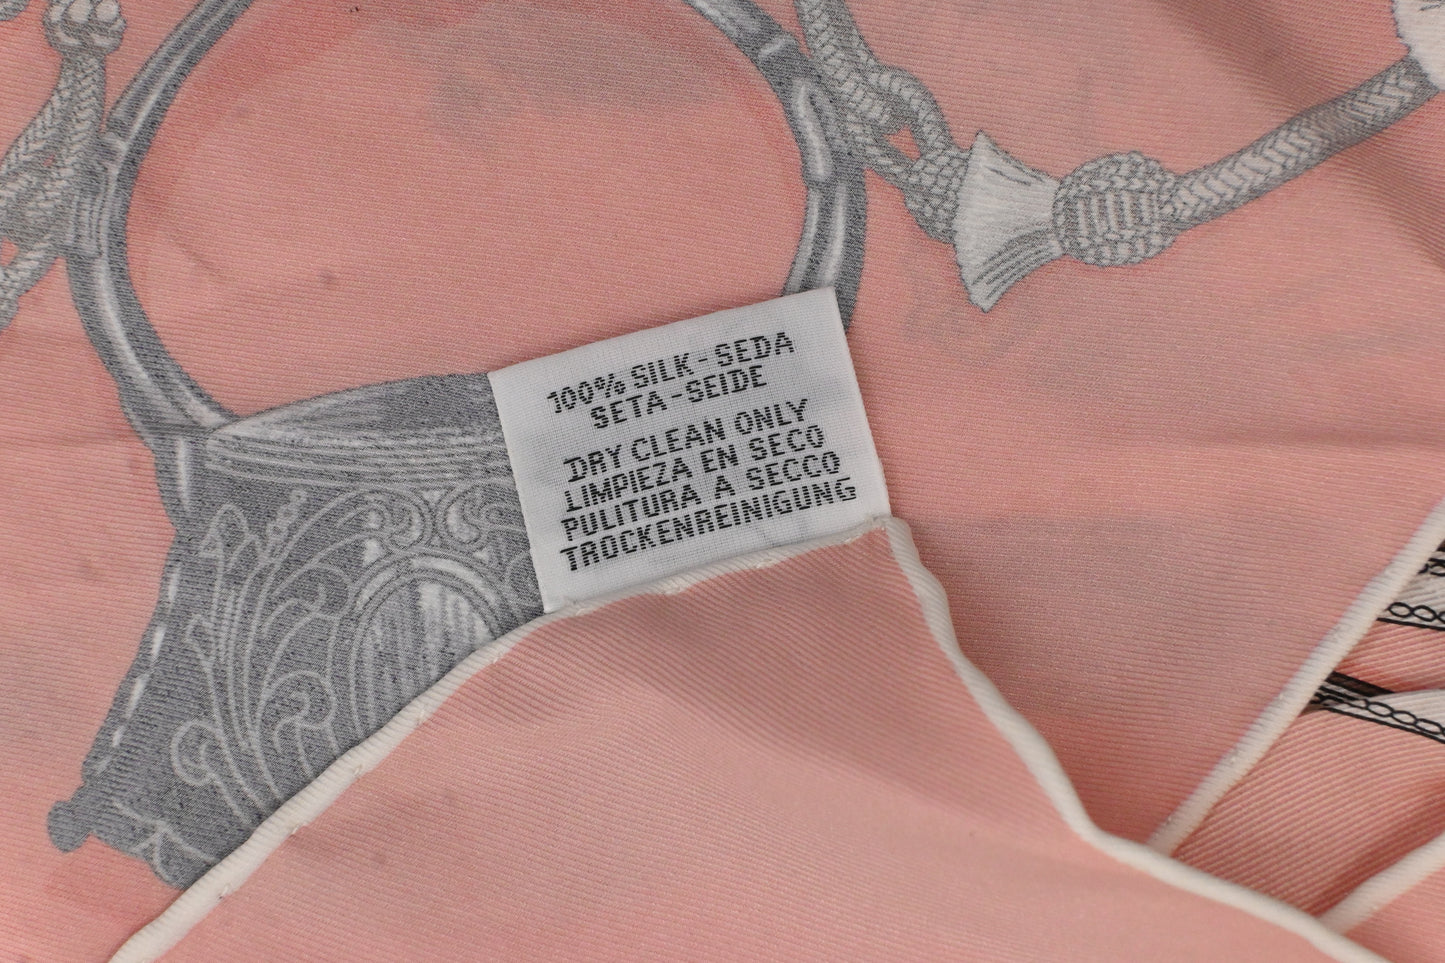 100% SILK - SEDA
SETA - SEIDE
DRY CLEAN ONLY
LIMPIEZA EN SECO
PULITURA A SECCO
TROCKENREINIGUNG